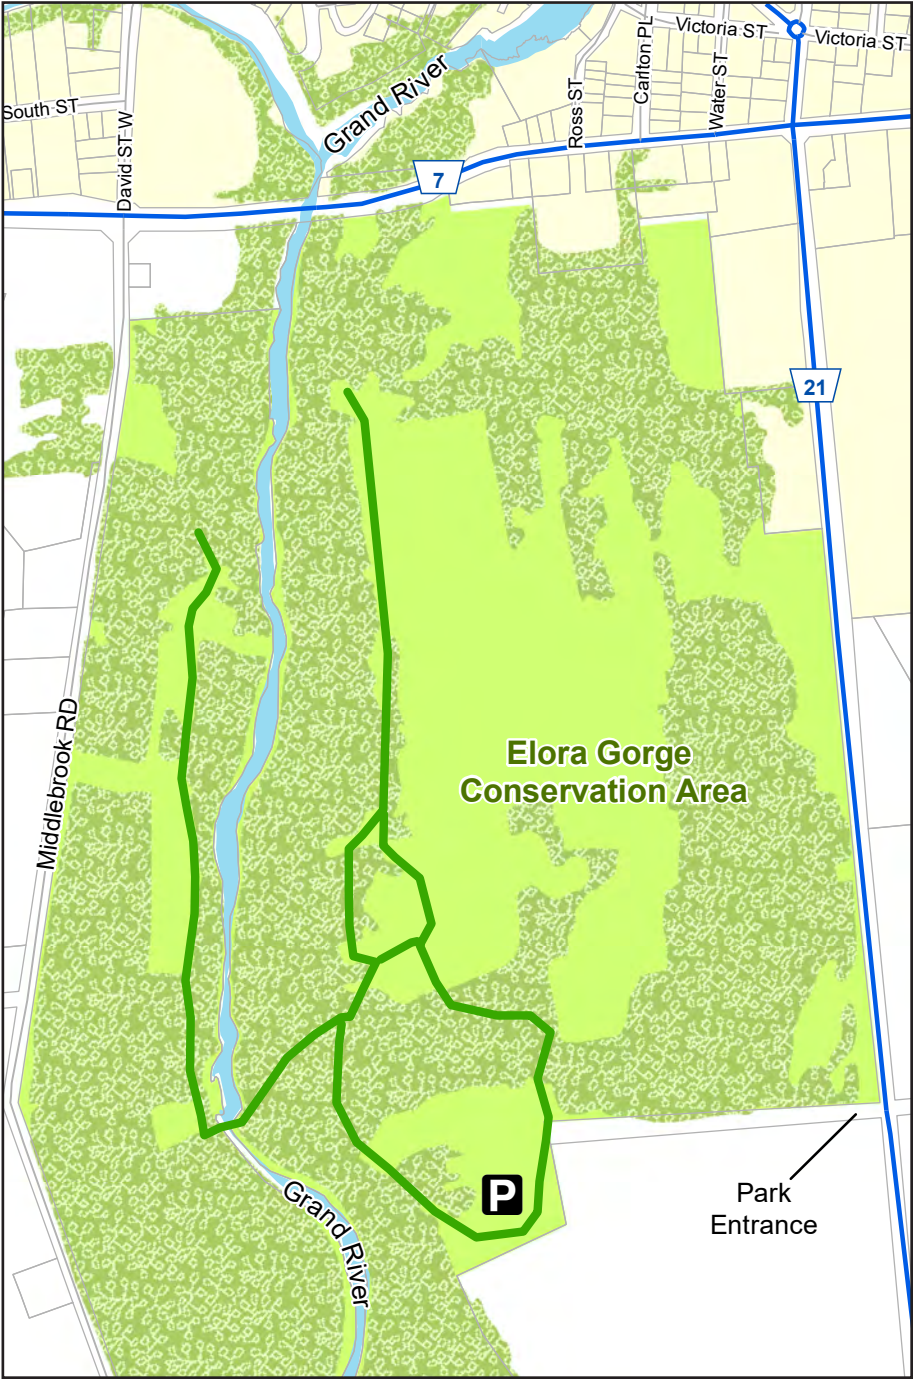 Victoria ST
Victoria ST
Carlton PL
Water ST
Ross ST
Grand River
South ST
David ST W
7
21
Middlebrook RD
Elora Gorge
Conservation Area
P
Park
Entrance
Grand River